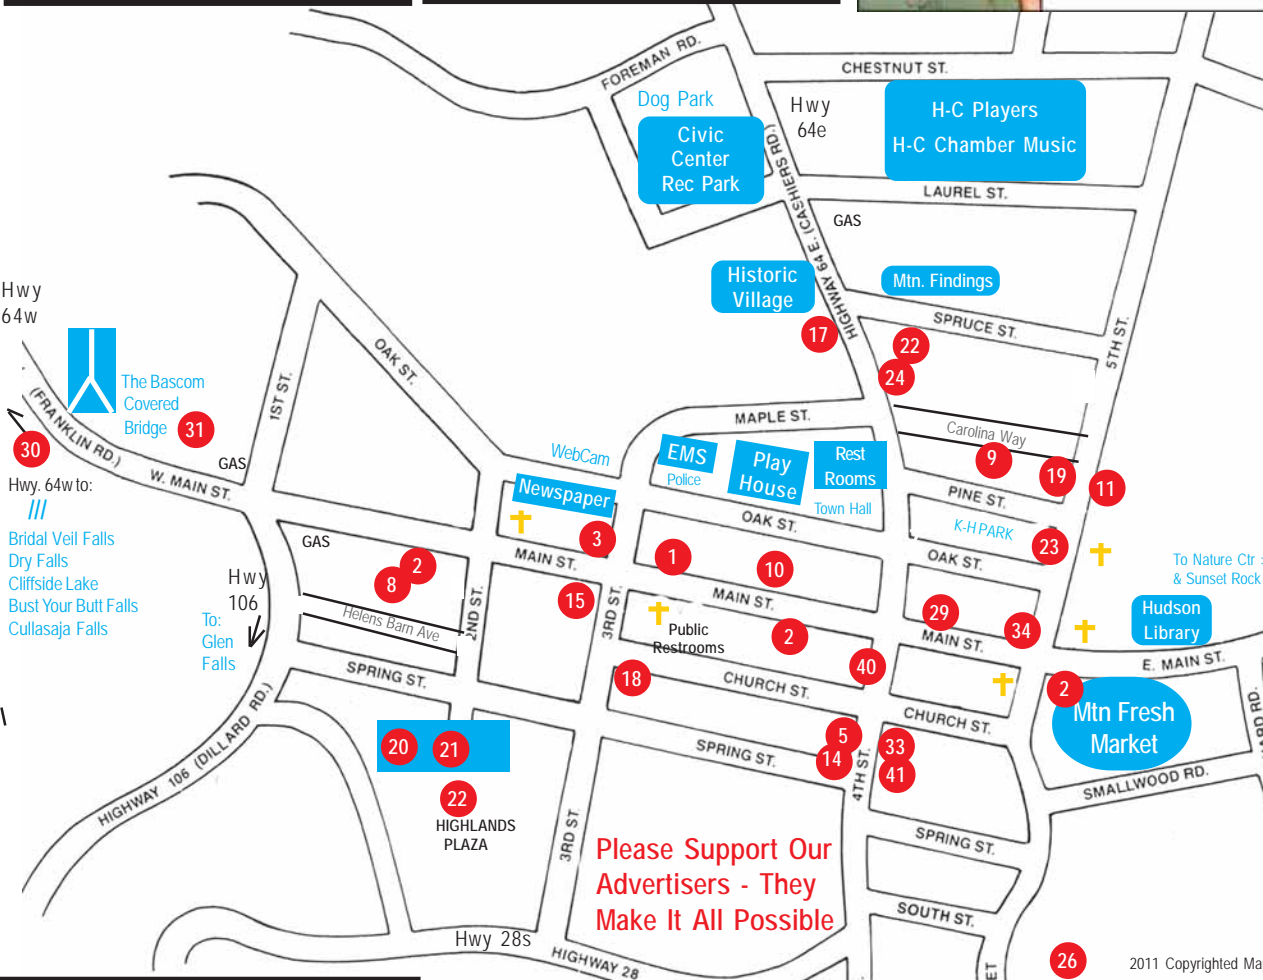 FOREMAN RD.
CHESTNUT ST.
Dog Park
Civic
Center
Rec Park
Hwy
64e
H-C Players
H-C Chamber Music
HIGHWAY 64 E. (CASHIERS RD.)
LAUREL ST.
GAS
Historic
Village
Mtn. Findings
SPRUCE ST.
5TH ST.
17
22
24
Hwy
64w
The Bascom
Covered
Bridge
31
30
(FRANKLIN RD.)
1ST ST.
OAK ST.
MAPLE ST.
Carolina Way
9
19
11
GAS
W. MAIN ST.
WebCam
EMS
Police
Play
House
Rest
Rooms
Town Hall
PINE ST.
Hwy. 64w to:
///
Bridal Veil Falls
Dry Falls
Cliffside Lake
Bust Your Butt Falls
Cullasaja Falls
Newspaper
OAK ST.
K-H PARK
23
GAS
3
MAIN ST.
1
10
OAK ST.
To Nature Ctr :
& Sunset Rock
2
8
Hwy
106
To:
Glen
Falls
Helens Barn Ave
2ND ST.
15
3RD ST.
MAIN ST.
29
34
Hudson
Library
Public
Restrooms
2
MAIN ST.
E. MAIN ST.
SPRING ST.
18
CHURCH ST.
40
2
Mtn Fresh
Market
HIGHWAY 106 (DILLARD RD.)
20
21
22
HIGHLANDS
PLAZA
SPRING ST.
5
14
4TH ST.
33
41
CHURCH ST.
SMALLWOOD RD.
3RD ST.
Please Support Our
Advertisers - They
Make It All Possible
SPRING ST.
SOUTH ST.
Hwy 28s
HIGHWAY 28
26
2011 Copyrighted Ma